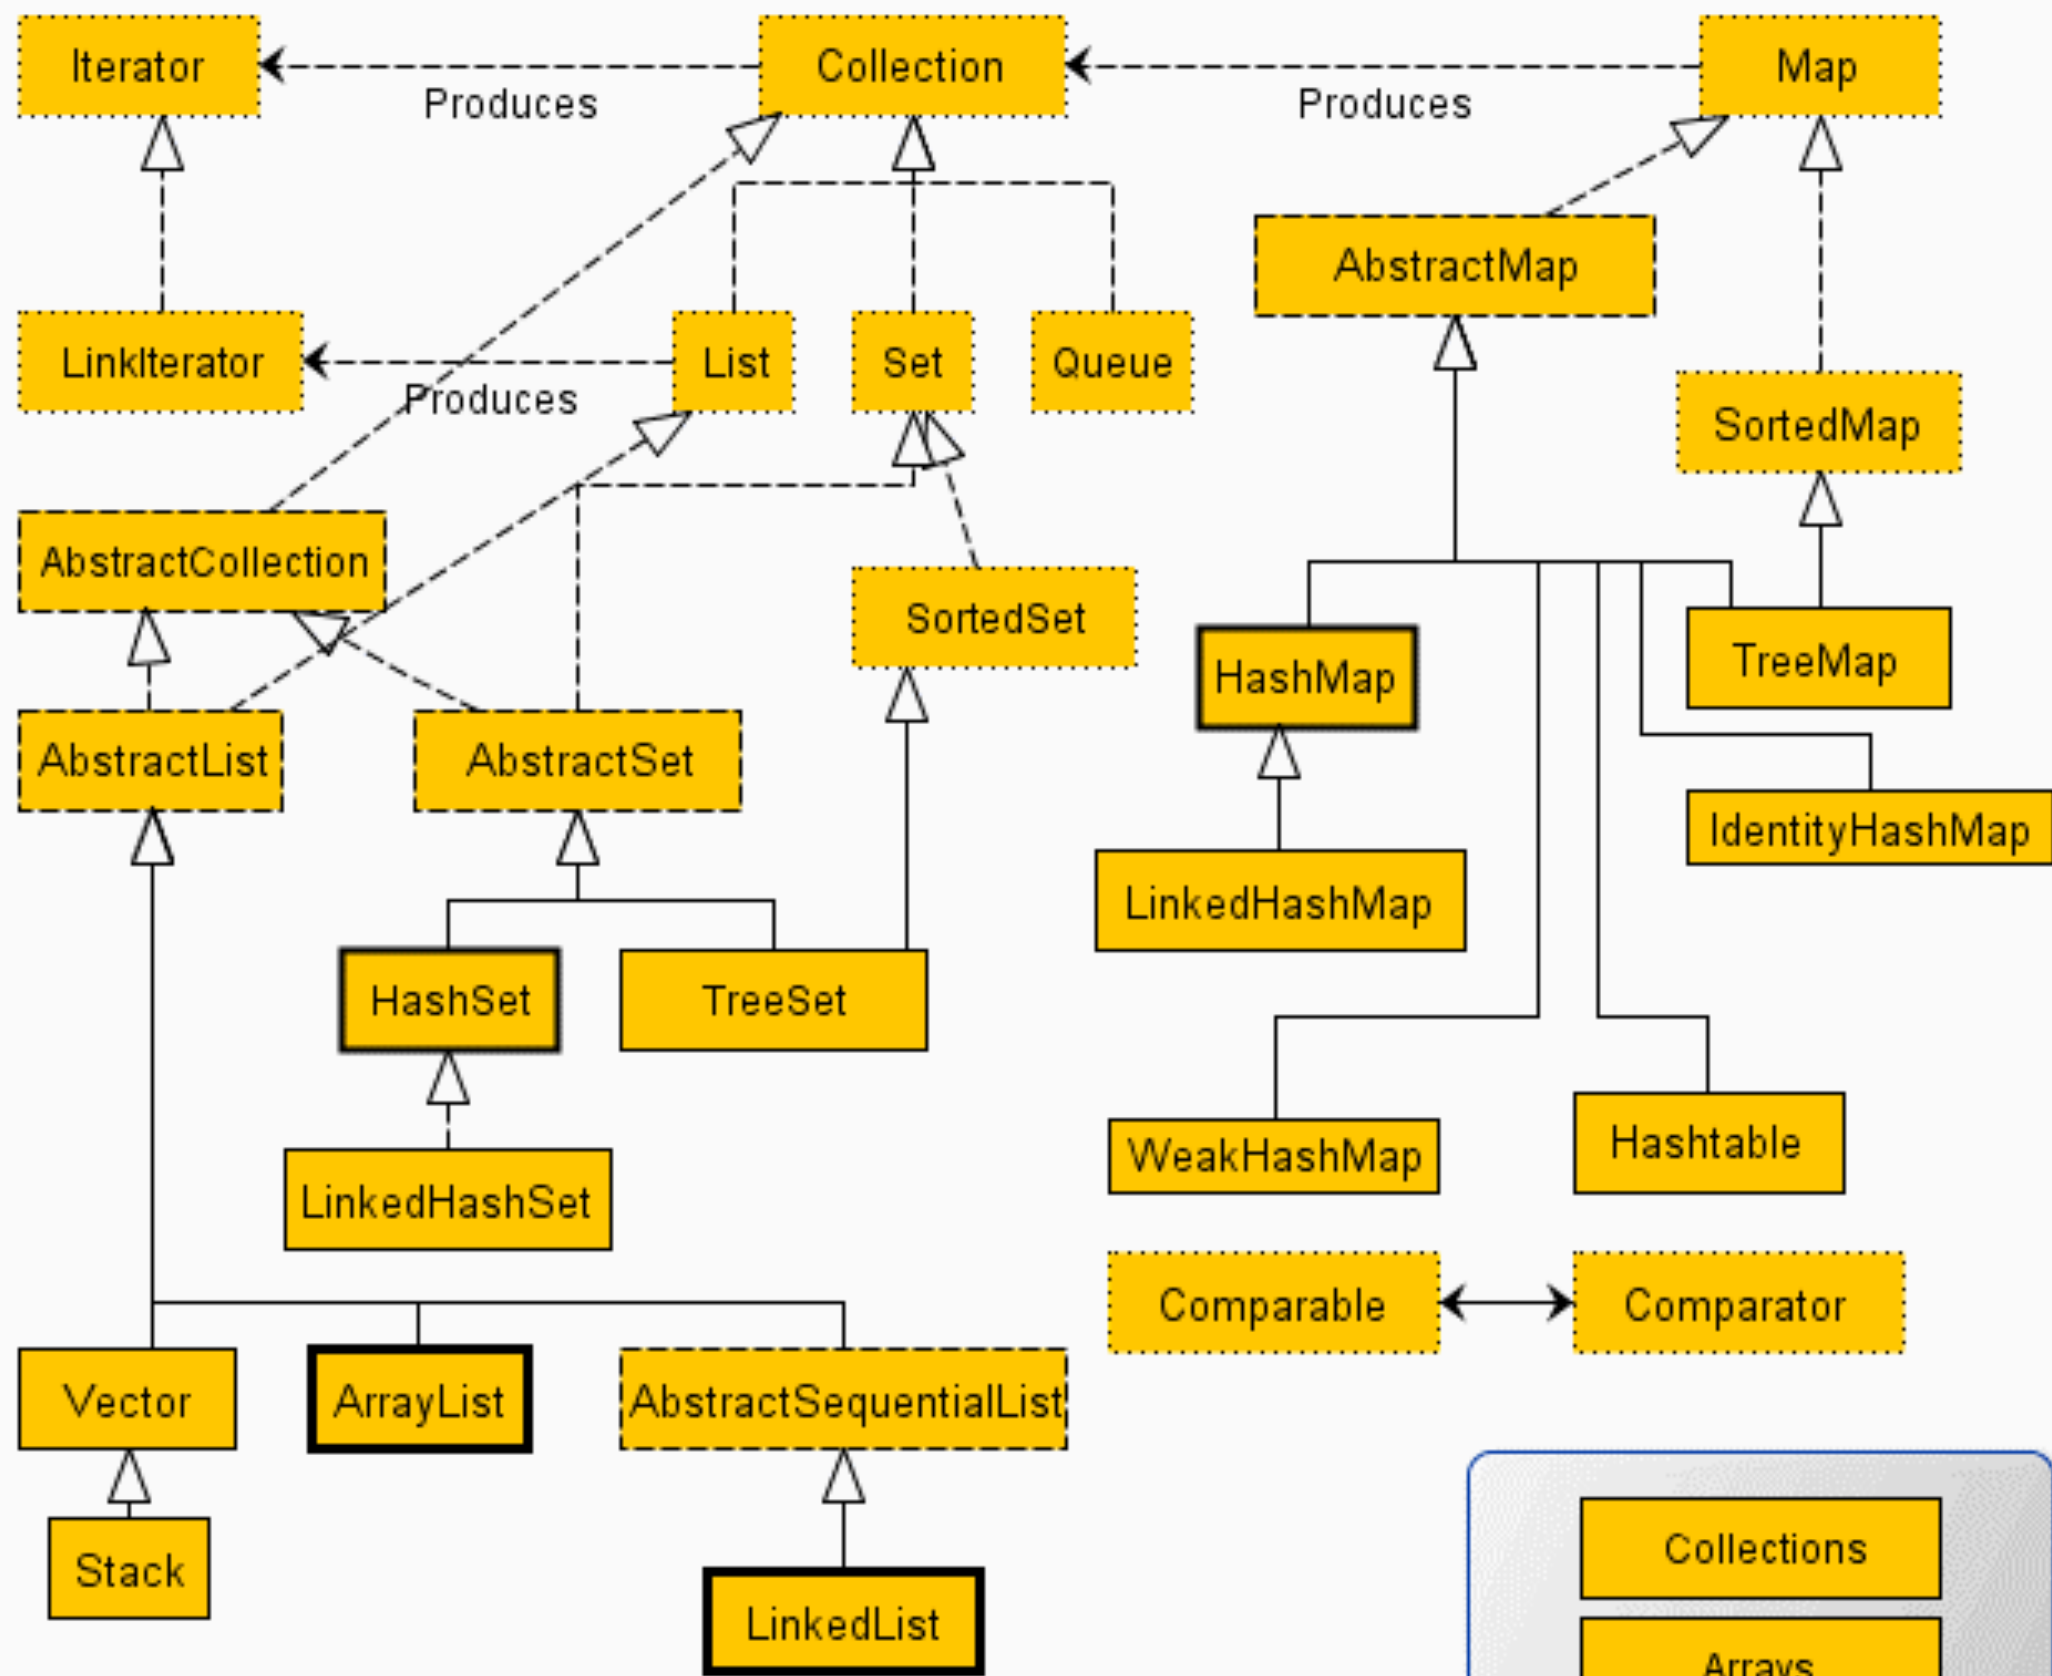 Iterator
Collection
Map
Produces
Produces
AbstractMap
LinkIterator
List
Set
Queue
Produces
SortedMap
AbstractCollection
SortedSet
HashMap
TreeMap
AbstractList
AbstractSet
IdentityHashMap
LinkedHashMap
HashSet
TreeSet
WeakHashMap
Hashtable
LinkedHashSet
Comparable
Comparator
Vector
ArrayList
AbstractSequentialList
Collections
Stack
LinkedList
Arrays